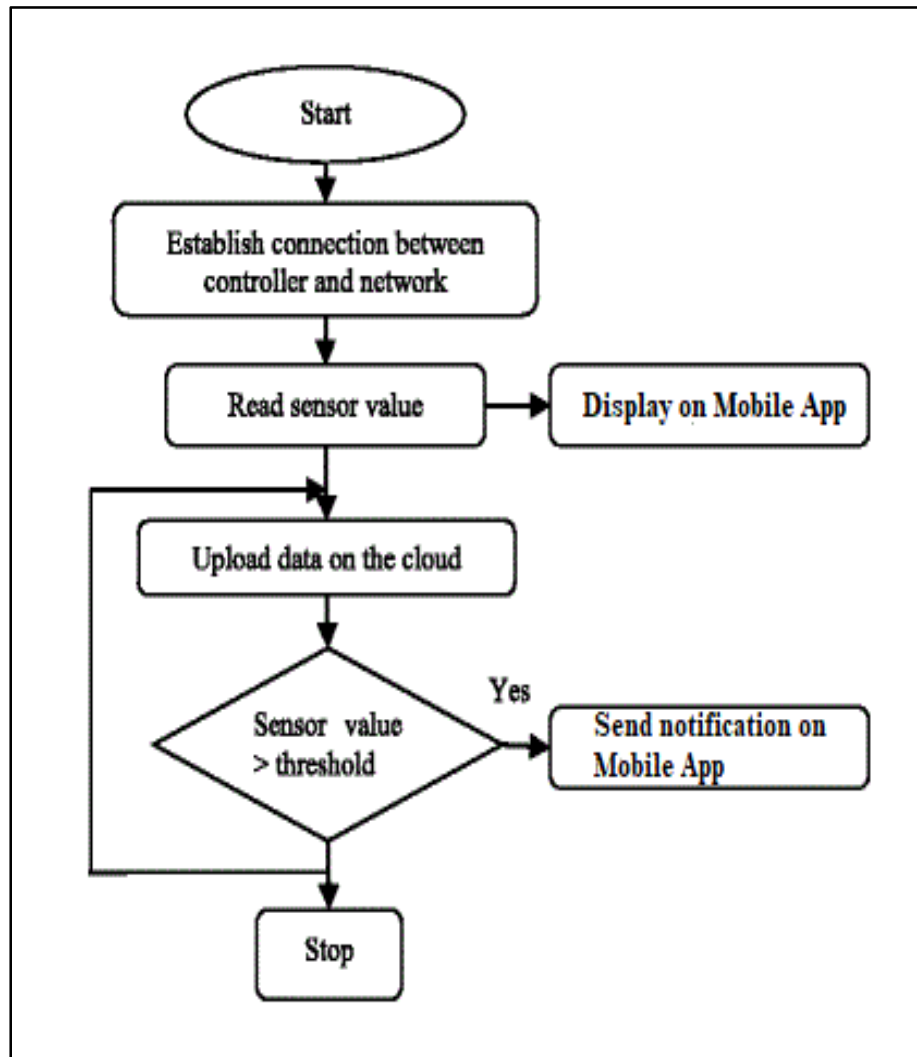 Start
Establish connection between
controller and network
Read sensor value
Display on Mobile App
Upload data on the cloud
Yes
Sensor value
> threshold
Send notification on
Mobile App
Stop